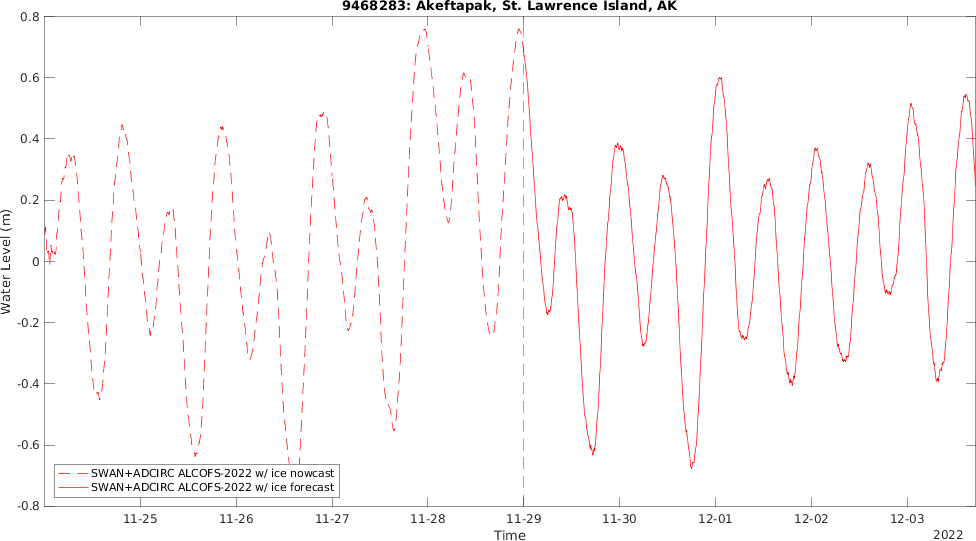 9468283: Akeftapak, St. Lawrence Island, AK
Water Level (m)
0.8
0.6
0.4
0.2
0
-0.2
-0.4
-0.6
-0.8
SWAN+ADCIRC ALCOFS-2022 w/ ice nowcast
SWAN+ADCIRC ALCOFS-2022 w/ ice forecast
11-25 11-26 11-27 11-28 11-29 11-30 12-01 12-02 12-03
Time
2022